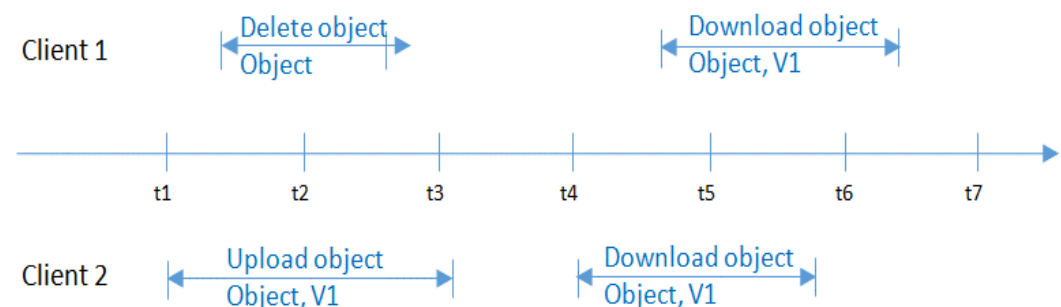 Delete object
Download object
Client 1
Object
Object, V1
t1
t2
t3
t4
t5
t6
t7
Upload object
Download object
Client 2
Object, V1
Object, V1